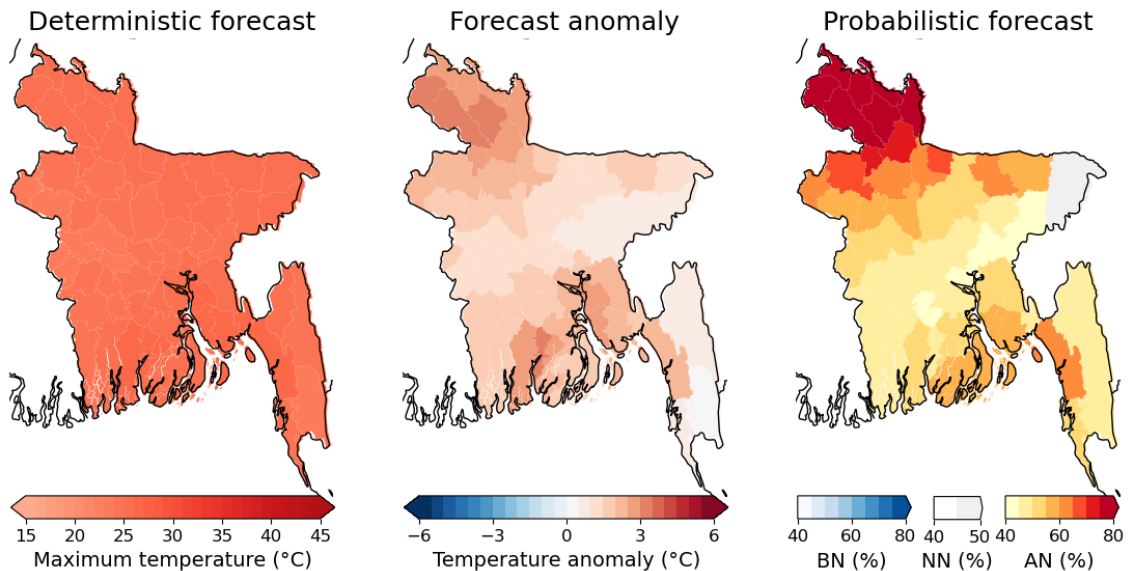 Deterministic forecast
Forecast anomaly
Probabilistic forecast
15 20 25 30 35 40 45
Maximum temperature (°C)
−6 −3 0 3 6
Temperature anomaly (°C)
40 60 80
BN (%)
40 50
NN (%)
40 60 80
AN (%)